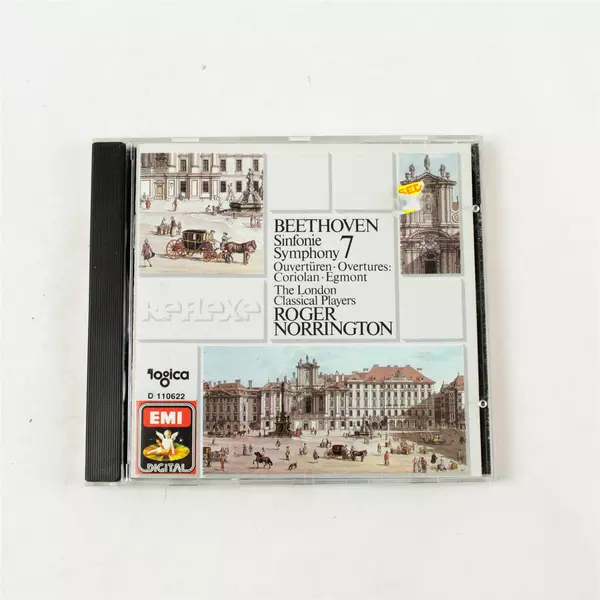 BEETHOVEN
Sinfonie
Symphony 7
Ouvertüren · Overtures:
Coriolan · Egmont
The London
Classical Players
ROGER
NORRINGTON
REFLEXE
logica
D 110622
EMI
DIGITAL